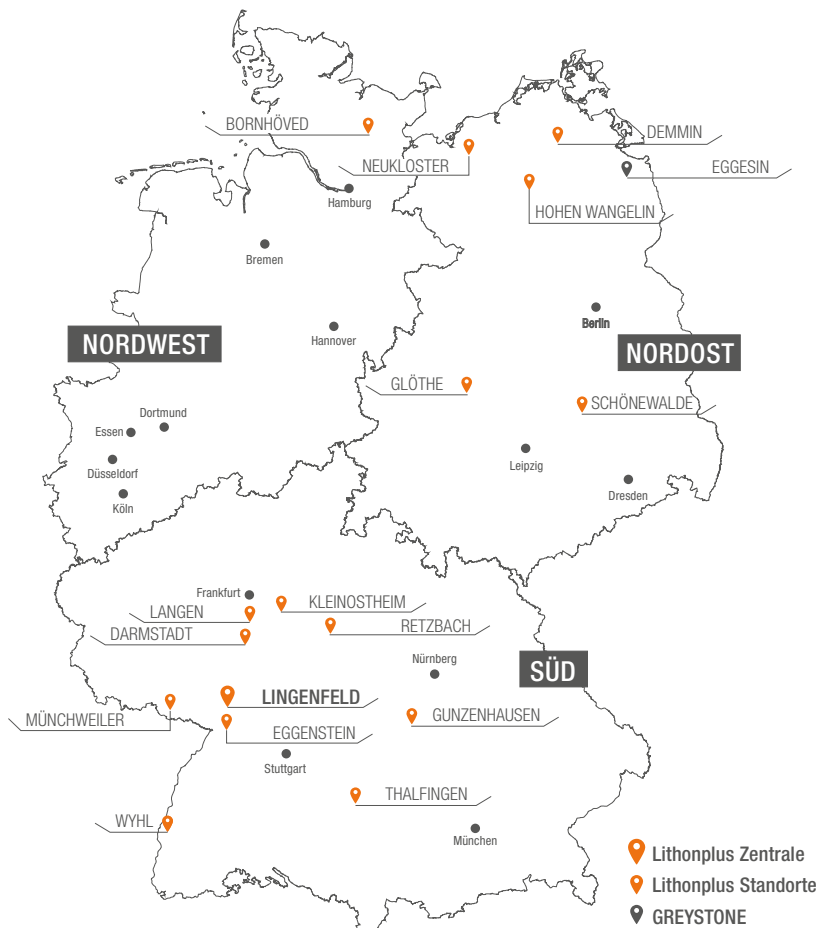 BORNHÖVED
DEMMIN
NEUKLOSTER
EGGESIN
Hamburg
HOHEN WANGELIN
Bremen
Berlin
Hannover
NORDWEST
NORDOST
GLÖTHE
SCHÖNEWALDE
Dortmund
Essen
Leipzig
Düsseldorf
Dresden
Köln
Frankfurt
KLEINOSTHEIM
LANGEN
RETZBACH
DARMSTADT
Nürnberg
SÜD
LINGENFELD
MÜNCHWEILER
GUNZENHAUSEN
EGGENSTEIN
Stuttgart
THALFINGEN
WYHL
München
Lithonplus Zentrale
Lithonplus Standorte
GREYSTONE